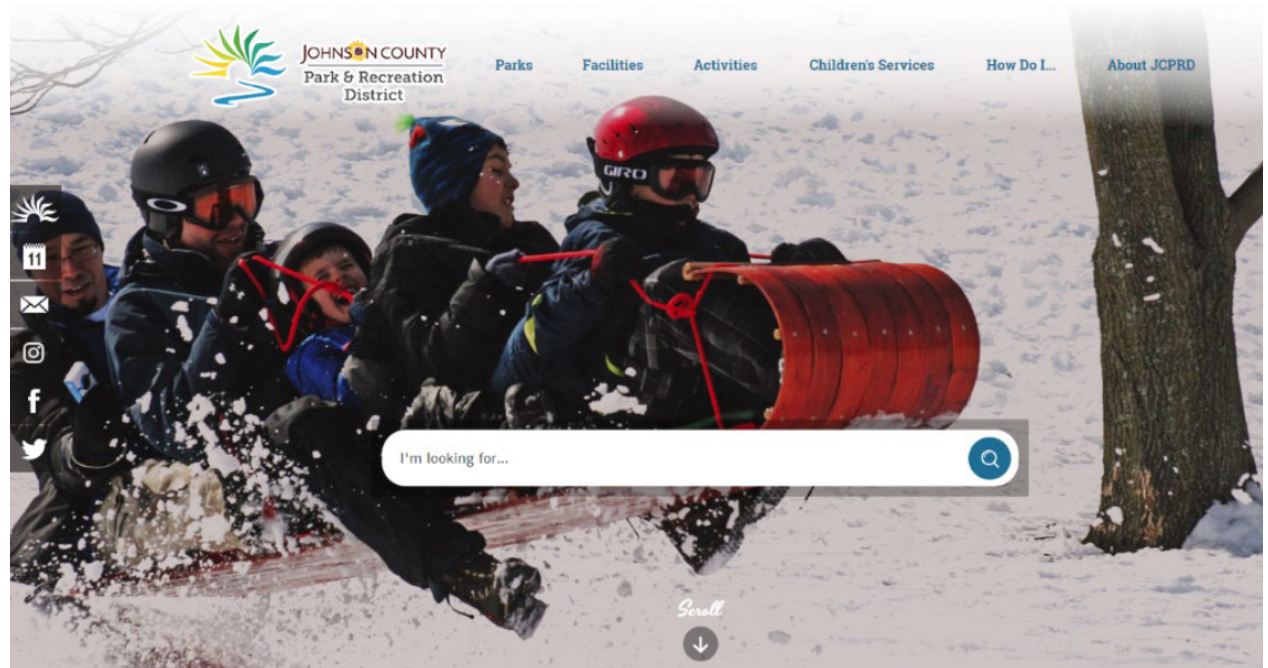 JOHNSON COUNTY
Park & Recreation
District
Parks Facilities Activities Children's Services How Do I... About JCPRD
GIRO
11
f
I'm looking for...
Scroll